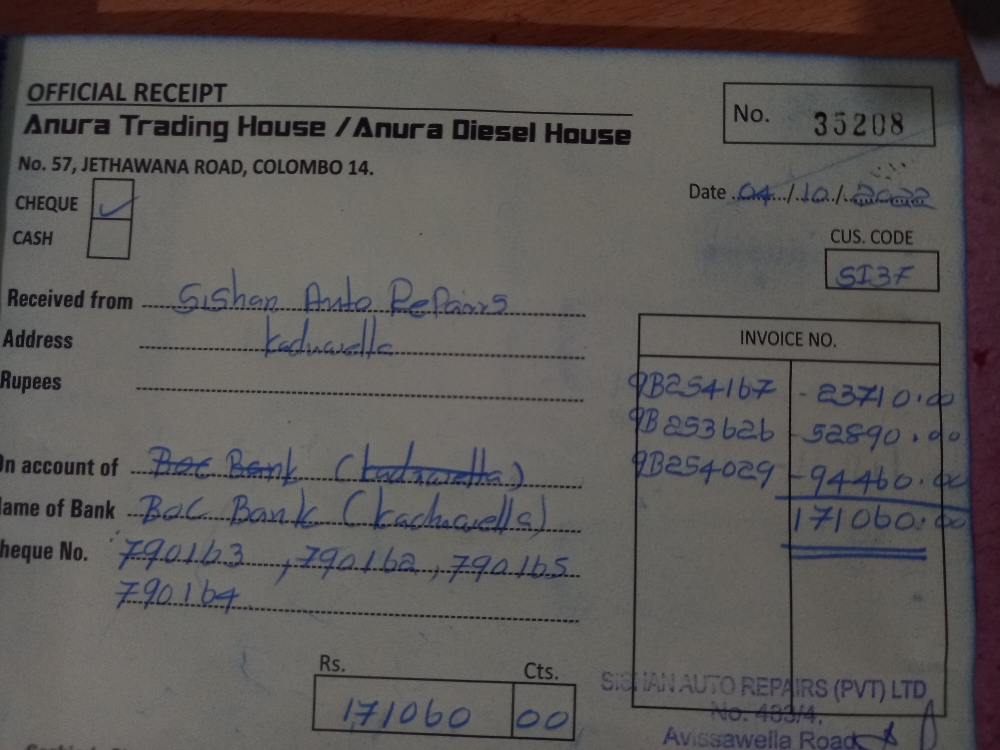 OFFICIAL RECEIPT
Anura Trading House / Anura Diesel House
No. 57, JETHAWANA ROAD, COLOMBO 14.
No. 35208
CHEQUE
CASH
Date 04/10/2022
CUS. CODE
SI37
Received from Sishan Auto Repairs
Address Kaduwella
Rupees
On account of BOC Bank (Kaduwella)
Name of Bank BOC Bank (Kaduwella)
Cheque No. 790163, 790162, 790165
790164
INVOICE NO.
9B254167 - 23710.00
9B253626 - 52890.00
9B254029 - 94460.00
171060.00
Rs. Cts.
171060 00
SISHAN AUTO REPAIRS (PVT) LTD
No. 433/4,
Avissawella Road